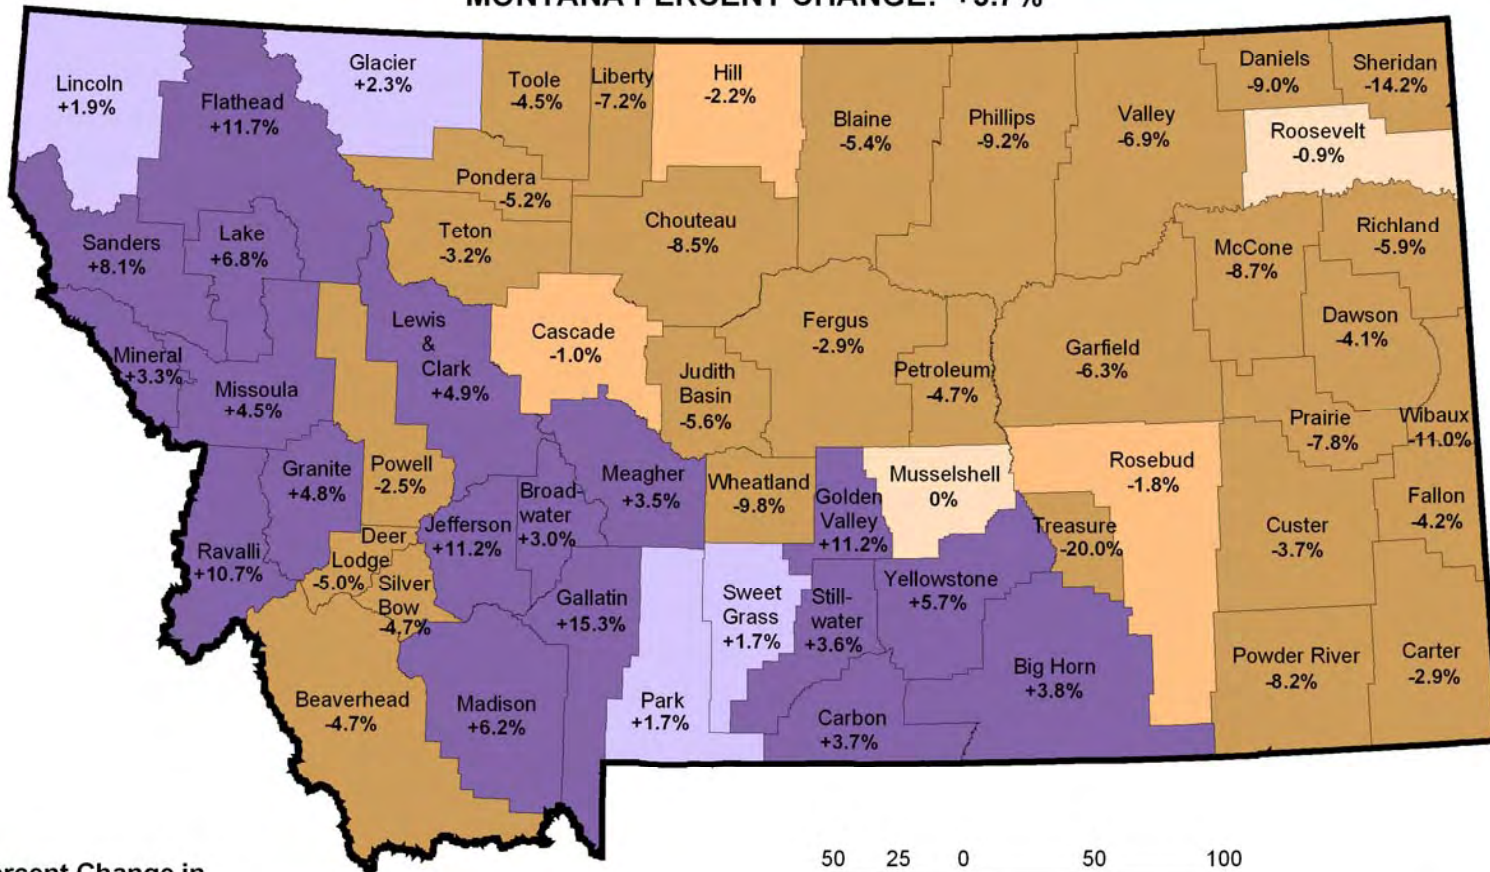 MONTANA PERCENT CHANGE:
Lincoln
+1.9%
Flathead
+11.7%
Glacier
+2.3%
Toole
-4.5%
Liberty
-7.2%
Hill
-2.2%
Blaine
-5.4%
Phillips
-9.2%
Valley
-6.9%
Daniels
-9.0%
Sheridan
-14.2%
Roosevelt
-0.9%
Pondera
-5.2%
Teton
-3.2%
Chouteau
-8.5%
Sanders
+8.1%
Lake
+6.8%
McCone
-8.7%
Richland
-5.9%
Dawson
-4.1%
Mineral
+3.3%
Missoula
+4.5%
Lewis
&
Clark
+4.9%
Cascade
-1.0%
Judith
Basin
-5.6%
Fergus
-2.9%
Petroleum
-4.7%
Garfield
-6.3%
Prairie
-7.8%
Wibaux
-11.0%
Granite
+4.8%
Powell
-2.5%
Meagher
+3.5%
Wheatland
-9.8%
Golden
Valley
+11.2%
Musselshell
0%
Rosebud
-1.8%
Treasure
-20.0%
Custer
-3.7%
Fallon
-4.2%
Ravalli
+10.7%
Deer
Lodge
-5.0%
Silver
Bow
-4.7%
Jefferson
+11.2%
Broad-
water
+3.0%
Gallatin
+15.3%
Sweet
Grass
+1.7%
Still-
water
+3.6%
Yellowstone
+5.7%
Big Horn
+3.8%
Powder River
-8.2%
Carter
-2.9%
Beaverhead
-4.7%
Madison
+6.2%
Park
+1.7%
Carbon
+3.7%
50 25 0 50 100
ercent Change in